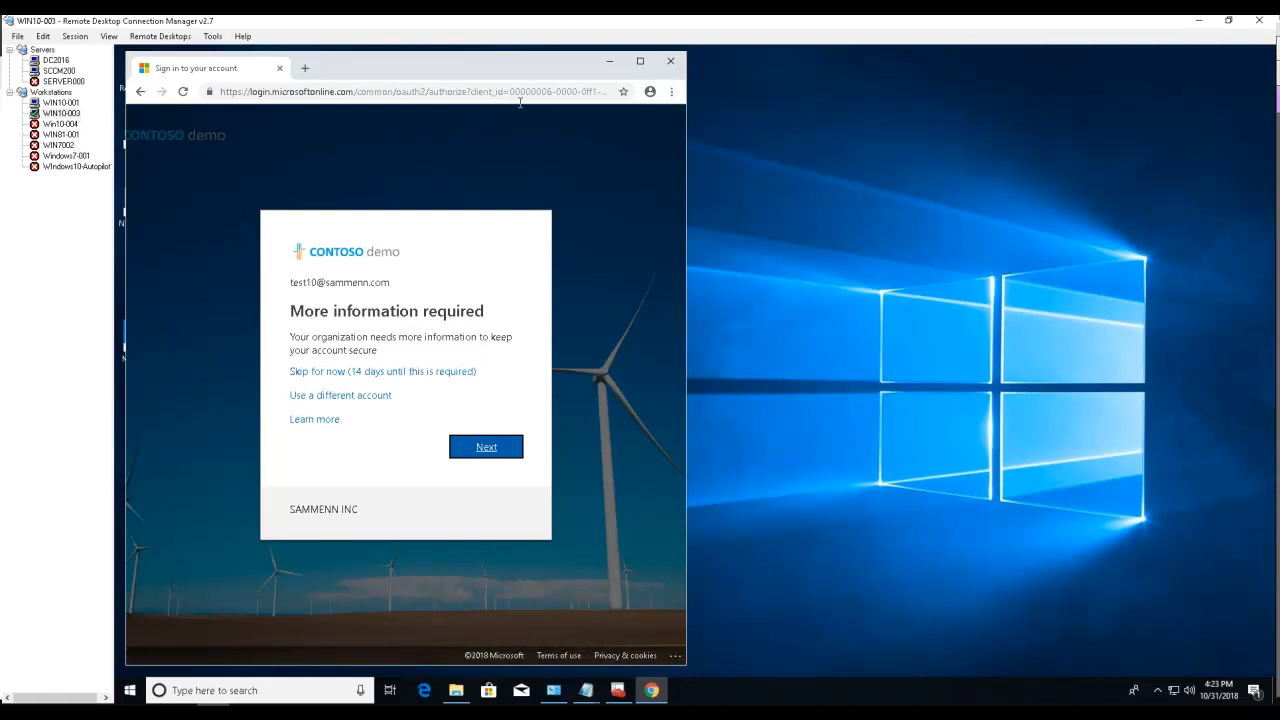 WIN10-003 - Remote Desktop Connection Manager v2.7
File Edit Session View Remote Desktops Tools Help
Servers
DC2016
SCCM200
SERVER000
Workstations
WIN10-001
WIN10-003
Win10-004
WIN81-001
WIN7002
Windows7-001
Windows10-Autopilot
Sign in to your account
https://login.microsoftonline.com/common/oauth2/authorize?client_id=00000006-0000-0ff1-...
CONTOSO demo
CONTOSO demo
test10@sammenn.com
More information required
Your organization needs more information to keep
your account secure
Skip for now (14 days until this is required)
Use a different account
Learn more
Next
SAMMENN INC
©2018 Microsoft Terms of use Privacy & cookies ...
Type here to search
4:23 PM
10/31/2018